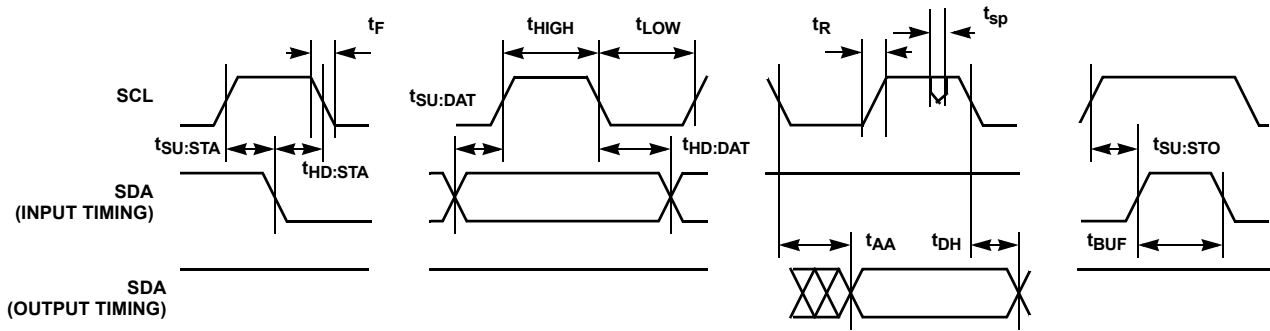 tF
tHIGH
tLOW
tR
tsp
SCL
tSU:DAT
tSU:STA
tHD:STA
tHD:DAT
tSU:STO
SDA
(INPUT TIMING)
tAA
tDH
tBUF
SDA
(OUTPUT TIMING)